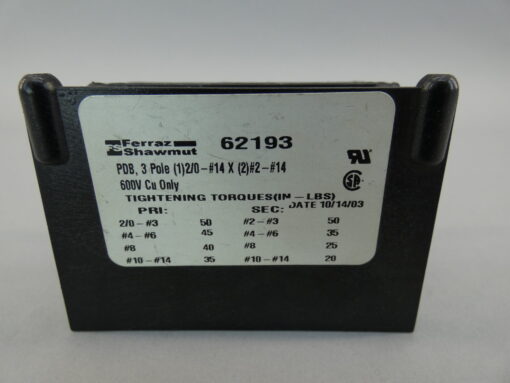 Ferraz Shawmut 62193
PDB, 3 Pole (1)2/0-#14 X (2)#2-#14
600V Cu Only
TIGHTENING TORQUES(IN-LBS)
PRI: SEC: DATE 10/14/03
2/0-#3 50 #2-#3 50
#4-#6 45 #4-#6 35
#8 40 #8 25
#10-#14 35 #10-#14 20